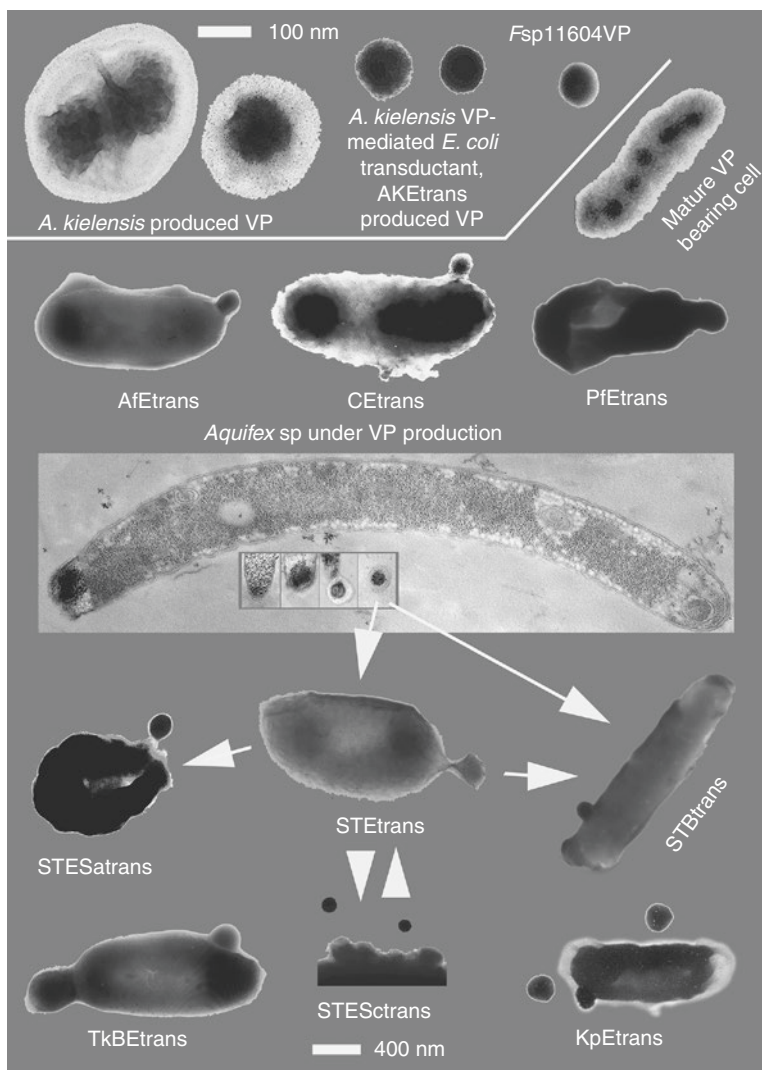 100 nm
Fsp11604VP
A. kielensis VP-
mediated E. coli
transductant,
AKEtrans
produced VP
A. kielensis produced VP
Mature VP
bearing cell
AfEtrans
CEtrans
PfEtrans
Aquifex sp under VP production
STEtrans
STBtrans
STESatrans
STESctrans
TkBEtrans
KpEtrans
400 nm